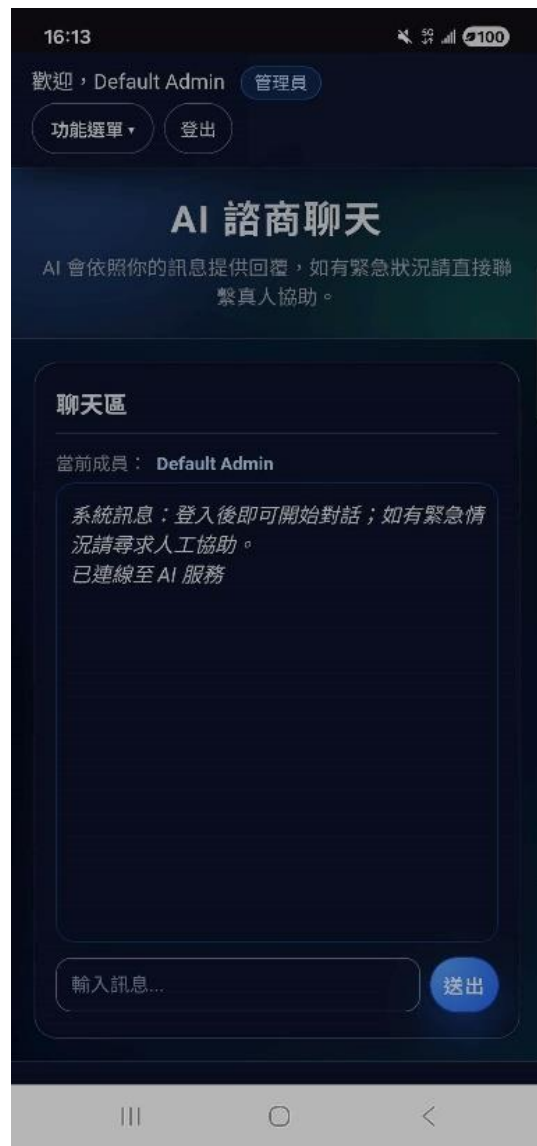 16:13
5G
100
歡迎，Default Admin 管理員
功能選單▾ 登出
AI 諮商聊天
AI 會依照你的訊息提供回覆，如有緊急狀況請直接聯
繫真人協助。
聊天區
當前成員： Default Admin
系統訊息：登入後即可開始對話；如有緊急情
況請尋求人工協助。
已連線至 AI 服務
輸入訊息... 送出